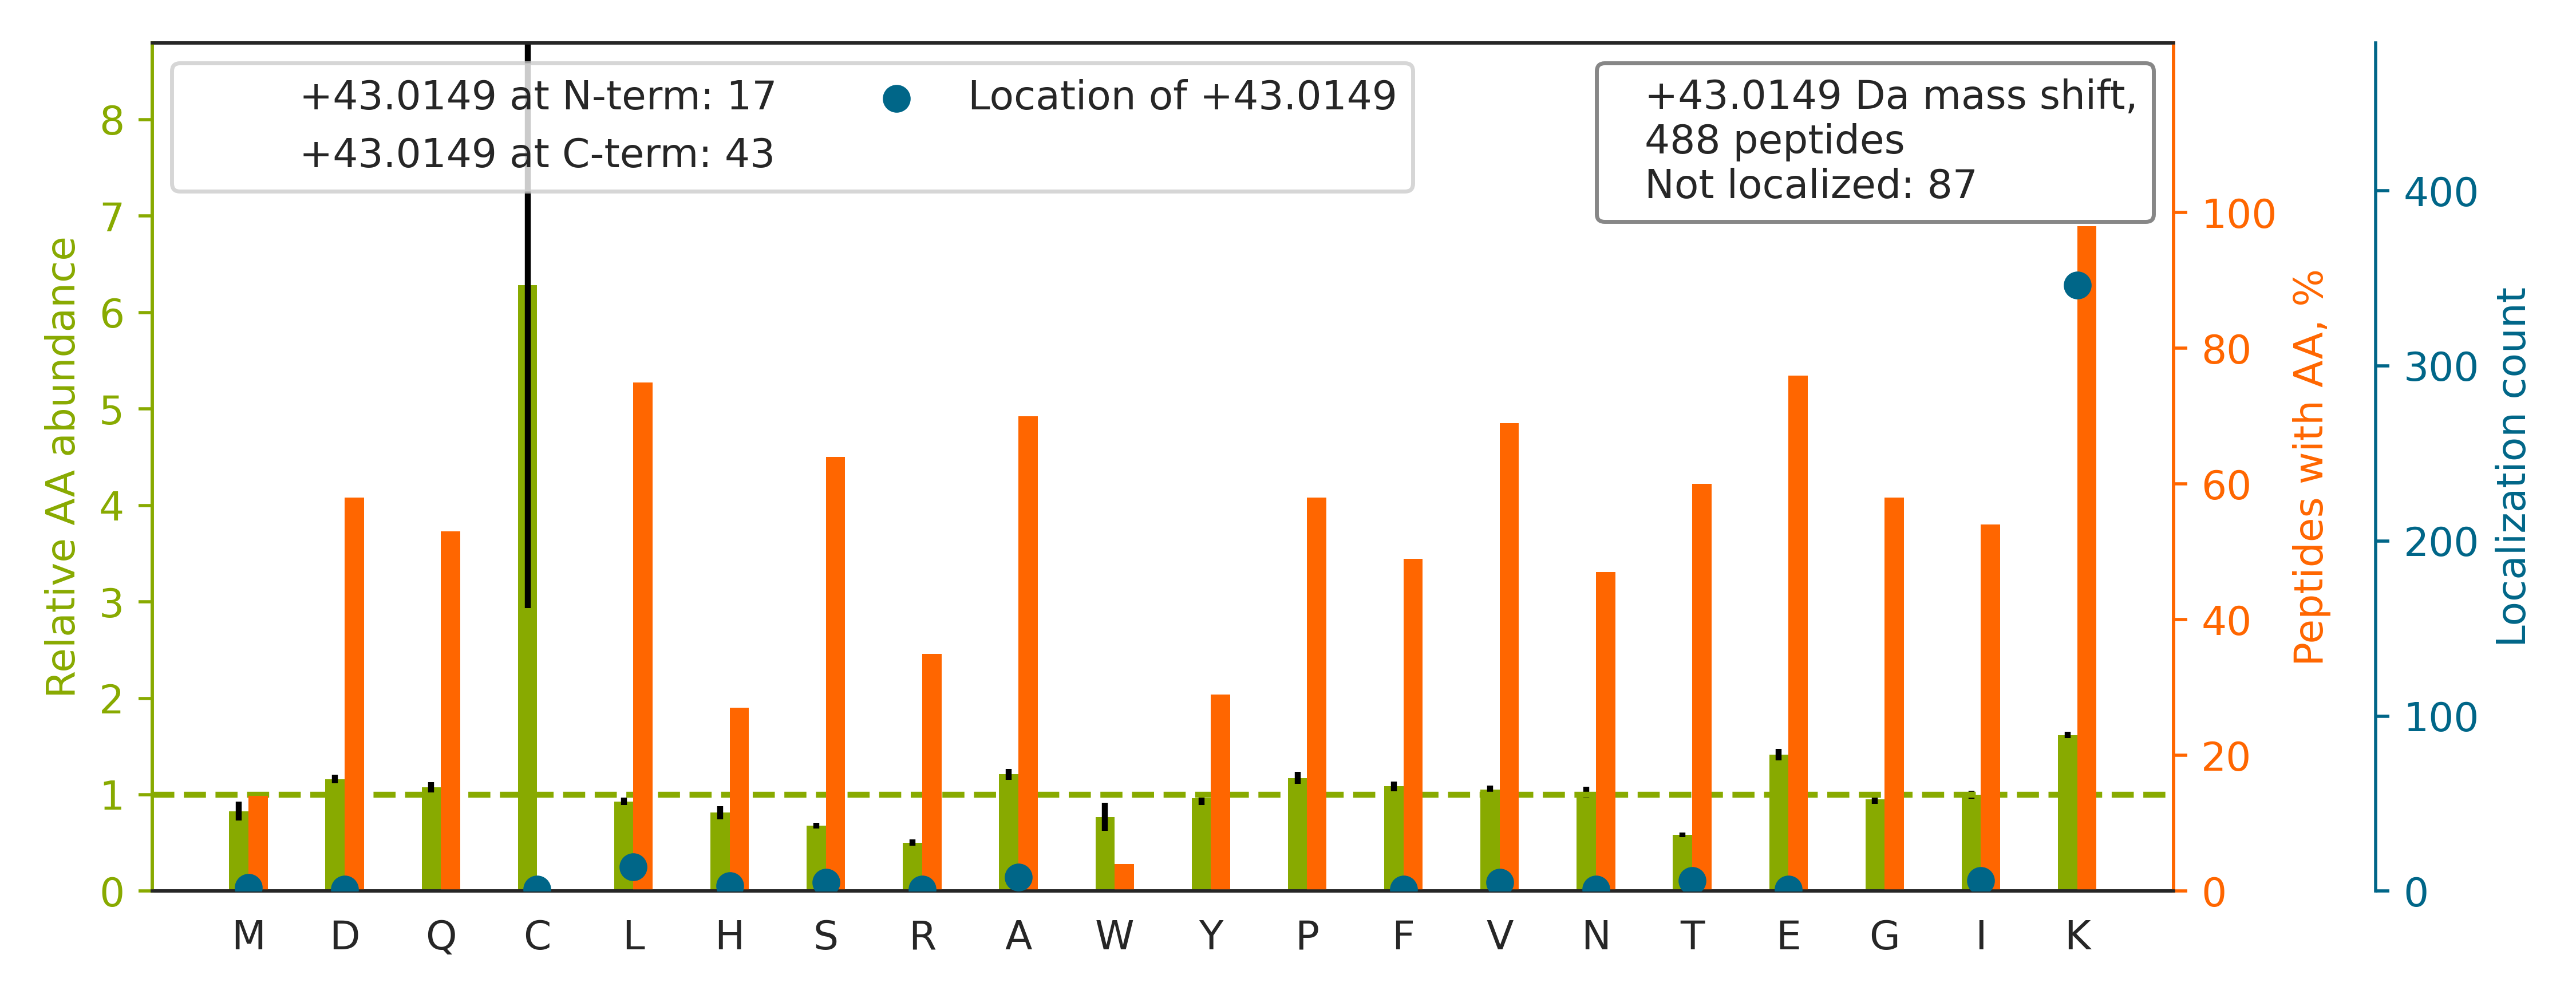 +43.0149 at N-term: 17
+43.0149 at C-term: 43
Location of +43.0149
+43.0149 Da mass shift,
488 peptides
Not localized: 87
Relative AA abundance
8
7
6
5
4
3
2
1
0
M D Q C L H S R A W Y P F V N T E G I K
100
80
60
40
20
0
Peptides with AA, %
400
300
200
100
0
Localization count